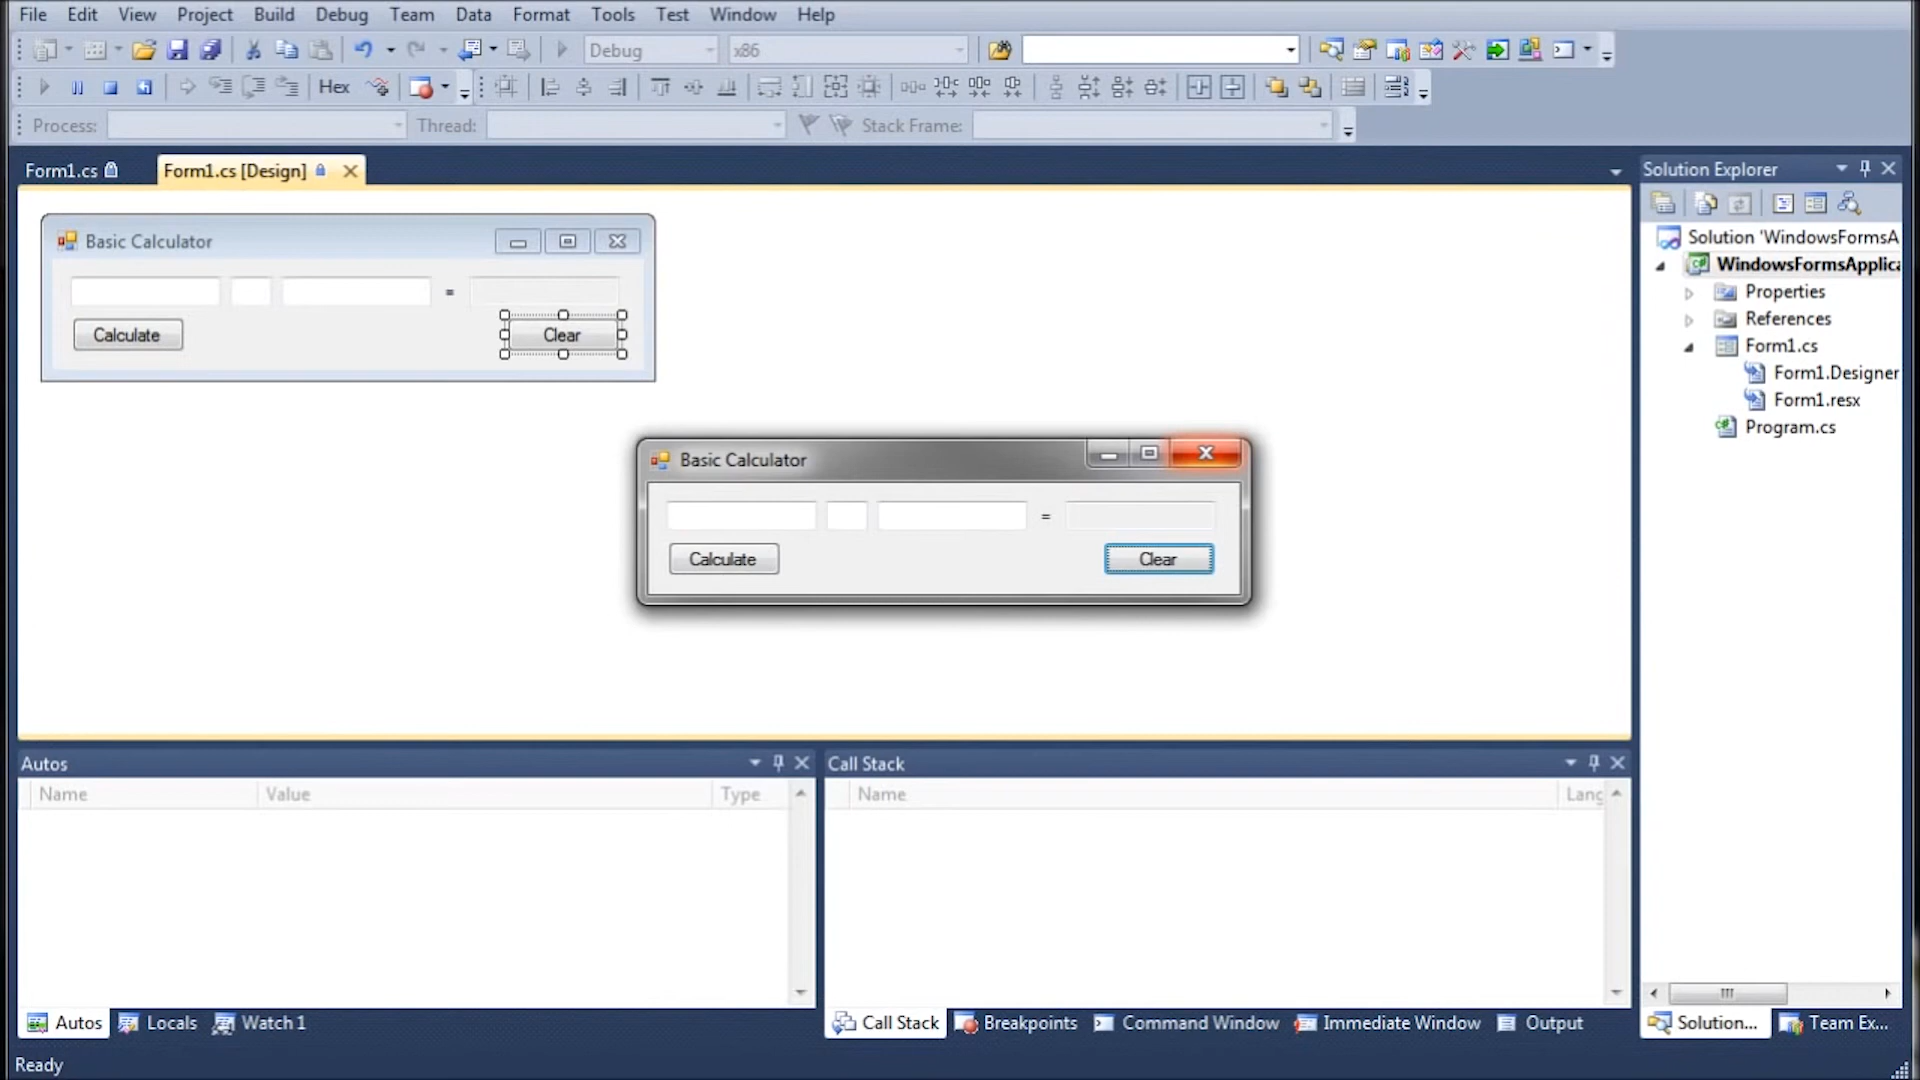 File Edit View Project Build Debug Team Data Format Tools Test Window Help
Debug x86
Hex
Process: Thread: Stack Frame:
Form1.cs Form1.cs [Design]
Solution Explorer
Basic Calculator
=
Calculate Clear
Solution 'WindowsFormsA
WindowsFormsApplica
Properties
References
Form1.cs
Form1.Designer
Form1.resx
Program.cs
Basic Calculator
=
Calculate Clear
Autos
Name Value Type
Call Stack
Name Lang
Autos Locals Watch 1
Call Stack Breakpoints Command Window Immediate Window Output
Solution... Team Ex...
Ready